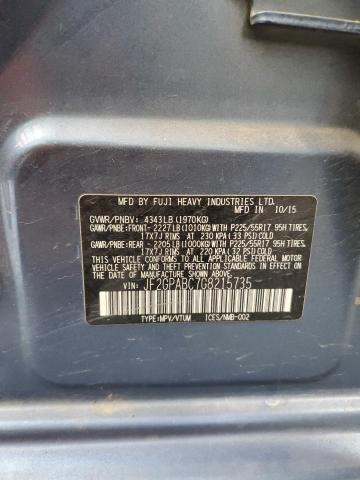 MFD BY FUJI HEAVY INDUSTRIES LTD.
MFD IN 10/15
GVWR/PNBV: 4343LB (1970KG)
GAWR/PNBE:FRONT- 2227LB (1010KG)WITH P225/55R17 95H TIRES,
17X7J RIMS AT 230 KPA (33 PSI)COLD
GAWR/PNBE:REAR - 2205LB(1000KG)WITH P225/55R17 95H TIRES,
17X7J RIMS AT 220 KPA (32 PSI)COLD
THIS VEHICLE CONFORMS TO ALL APPLICABLE FEDERAL MOTOR
VEHICLE SAFETY, BUMPER, AND THEFT PREVENTION
STANDARDS IN EFFECT ON
THE DATE OF MANUFACTURE SHOWN ABOVE.
VIN: JF2GPABC7G8215735
TYPE:MPV/VTUM ICES/NMB-002